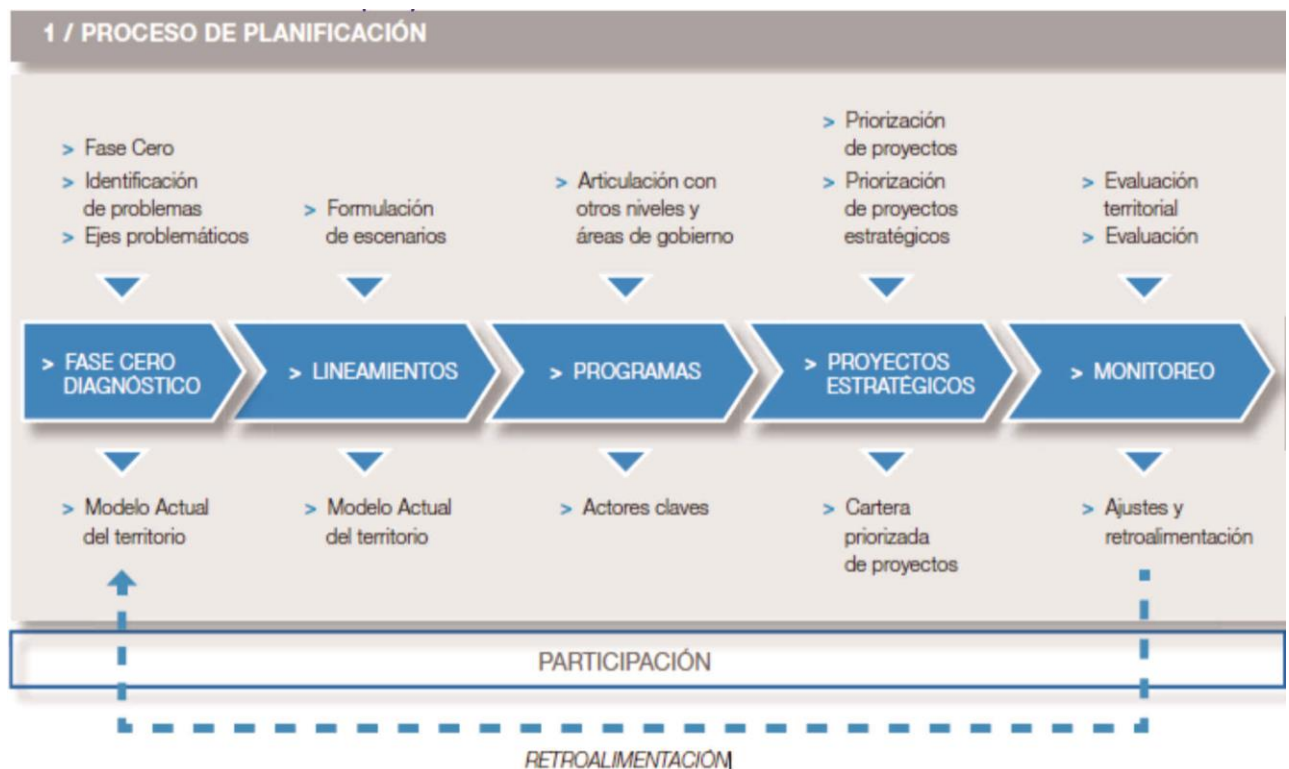 1 / PROCESO DE PLANIFICACIÓN
> Fase Cero
> Identificación
de problemas
> Ejes problemáticos
> Formulación
de escenarios
> Articulación con
otros niveles y
áreas de gobierno
> Priorización
de proyectos
> Priorización
de proyectos
estratégicos
> Evaluación
territorial
> Evaluación
> FASE CERO
DIAGNÓSTICO
> LINEAMIENTOS
> PROGRAMAS
> PROYECTOS
ESTRATÉGICOS
> MONITOREO
> Modelo Actual
del territorio
> Modelo Actual
del territorio
> Actores claves
> Cartera
priorizada
de proyectos
> Ajustes y
retroalimentación
PARTICIPACIÓN
RETROALIMENTACIÓN